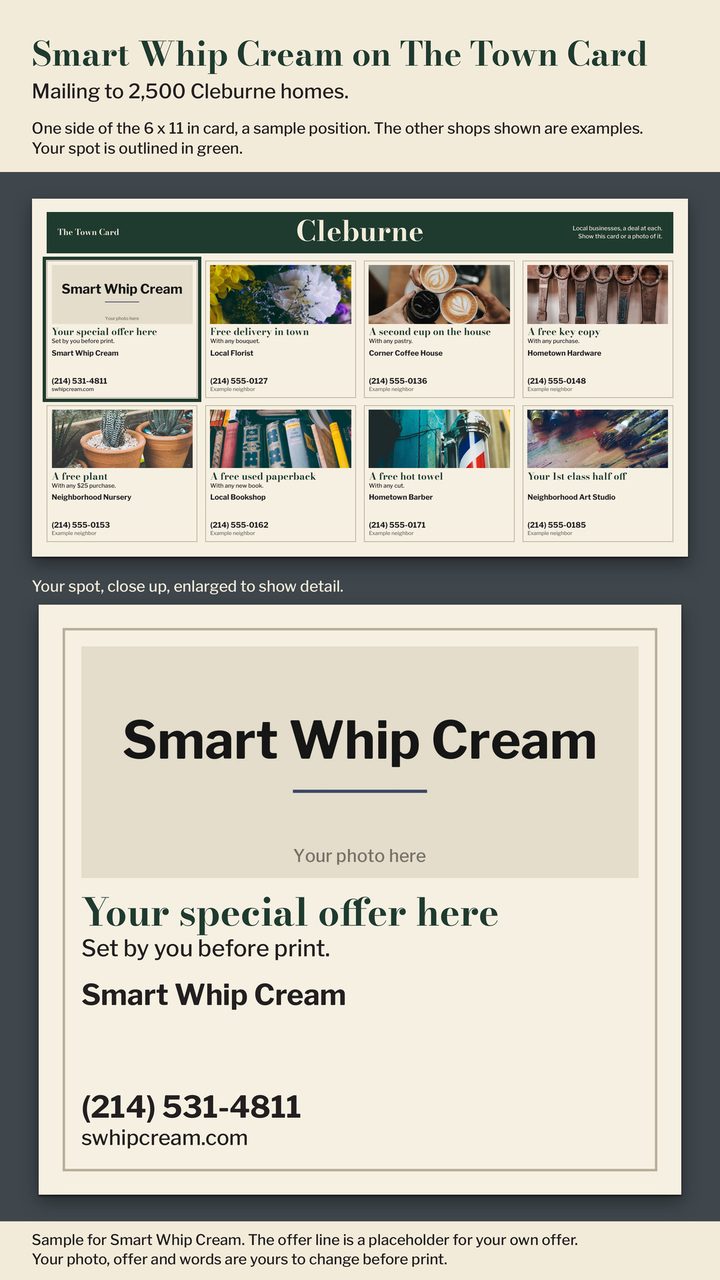 Smart Whip Cream on The Town Card
Mailing to 2,500 Cleburne homes.
One side of the 6 x 11 in card, a sample position. The other shops shown are examples.
Your spot is outlined in green.
The Town Card
Cleburne
Local businesses, a deal at each.
Show this card or a photo of it.
Smart Whip Cream
Your photo here
Your special offer here
Set by you before print.
Smart Whip Cream
(214) 531-4811
swhipcream.com
Free delivery in town
With any bouquet.
Local Florist
(214) 555-0127
Example neighbor
A second cup on the house
With any pastry.
Corner Coffee House
(214) 555-0136
Example neighbor
A free key copy
With any purchase.
Hometown Hardware
(214) 555-0148
Example neighbor
A free plant
With any $25 purchase.
Neighborhood Nursery
(214) 555-0153
Example neighbor
A free used paperback
With any new book.
Local Bookshop
(214) 555-0162
Example neighbor
A free hot towel
With any cut.
Hometown Barber
(214) 555-0171
Example neighbor
Your 1st class half off
Neighborhood Art Studio
(214) 555-0185
Example neighbor
Your spot, close up, enlarged to show detail.
Smart Whip Cream
Your photo here
Your special offer here
Set by you before print.
Smart Whip Cream
(214) 531-4811
swhipcream.com
Sample for Smart Whip Cream. The offer line is a placeholder for your own offer.
Your photo, offer and words are yours to change before print.